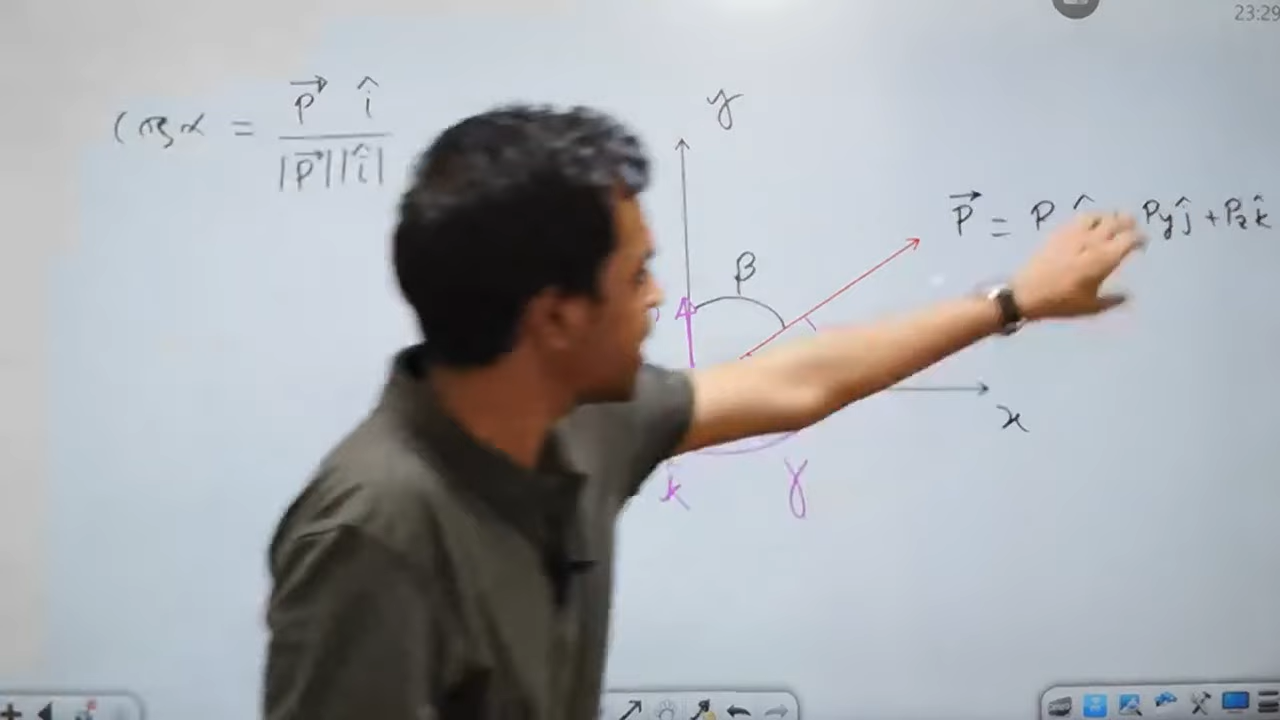 23:29
cos α = P⃗ î / |P⃗||î|
y
P⃗ = P î Pyĵ + Pzk̂
β
x
k γ